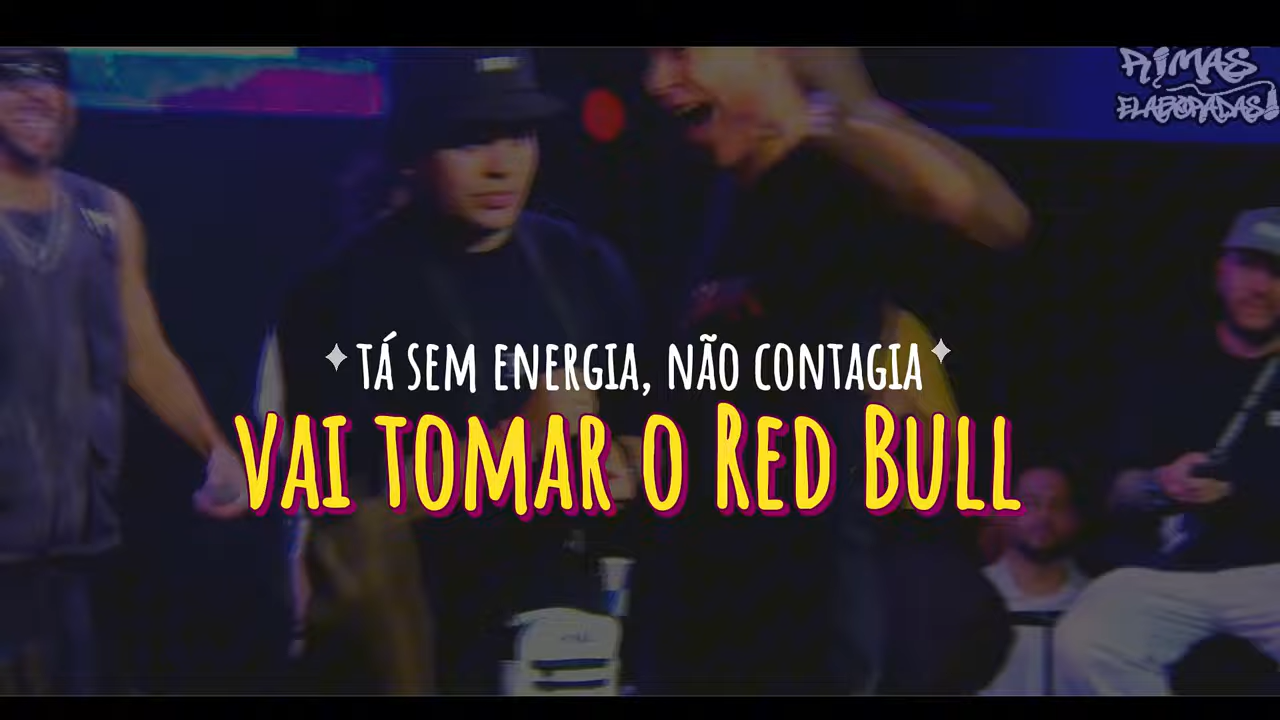 RIMAS
ELABORADAS!
TÁ SEM ENERGIA, NÃO CONTAGIA
VAI TOMAR O RED BULL